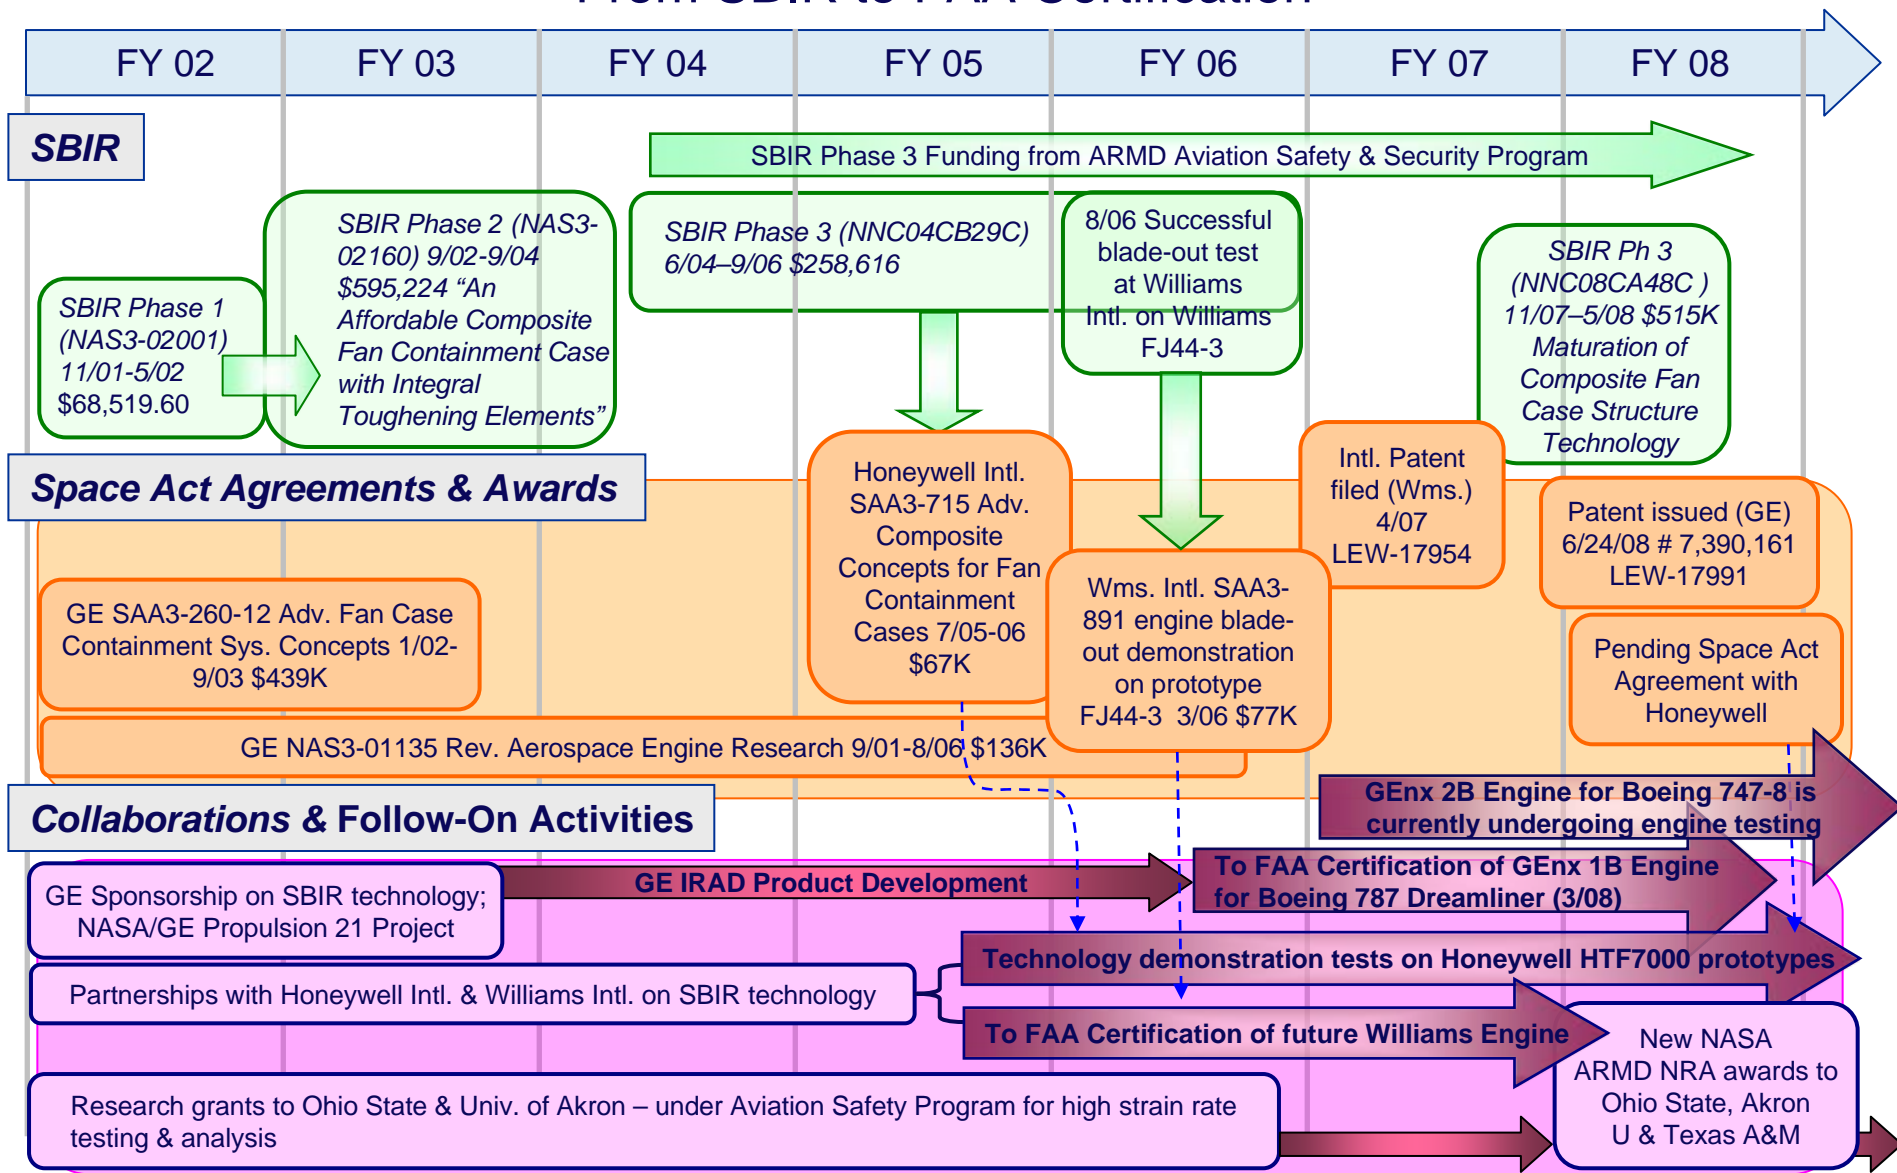 From SBIR to FAA Certification
FY 02
FY 03
FY 04
FY 05
FY 06
FY 07
FY 08
SBIR
SBIR Phase 3 Funding from ARMD Aviation Safety & Security Program
SBIR Phase 1
(NAS3-02001)
11/01-5/02
$68,519.60
SBIR Phase 2 (NAS3-
02160) 9/02-9/04
$595,224 “An
Affordable Composite
Fan Containment Case
with Integral
Toughening Elements”
SBIR Phase 3 (NNC04CB29C)
6/04–9/06 $258,616
8/06 Successful
blade-out test
at Williams
Intl. on Williams
FJ44-3
SBIR Ph 3
(NNC08CA48C )
11/07–5/08 $515K
Maturation of
Composite Fan
Case Structure
Technology
Space Act Agreements & Awards
GE SAA3-260-12 Adv. Fan Case
Containment Sys. Concepts 1/02-
9/03 $439K
Honeywell Intl.
SAA3-715 Adv.
Composite
Concepts for Fan
Containment
Cases 7/05-06
$67K
Wms. Intl. SAA3-
891 engine blade-
out demonstration
on prototype
FJ44-3  3/06 $77K
Intl. Patent
filed (Wms.)
4/07
LEW-17954
Patent issued (GE)
6/24/08 # 7,390,161
LEW-17991
Pending Space Act
Agreement with
Honeywell
GE NAS3-01135 Rev. Aerospace Engine Research 9/01-8/06 $136K
Collaborations & Follow-On Activities
GEnx 2B Engine for Boeing 747-8 is
currently undergoing engine testing
GE Sponsorship on SBIR technology;
NASA/GE Propulsion 21 Project
GE IRAD Product Development
To FAA Certification of GEnx 1B Engine
for Boeing 787 Dreamliner (3/08)
Partnerships with Honeywell Intl. & Williams Intl. on SBIR technology
Technology demonstration tests on Honeywell HTF7000 prototypes
To FAA Certification of future Williams Engine
Research grants to Ohio State & Univ. of Akron – under Aviation Safety Program for high strain rate
testing & analysis
New NASA
ARMD NRA awards to
Ohio State, Akron
U & Texas A&M